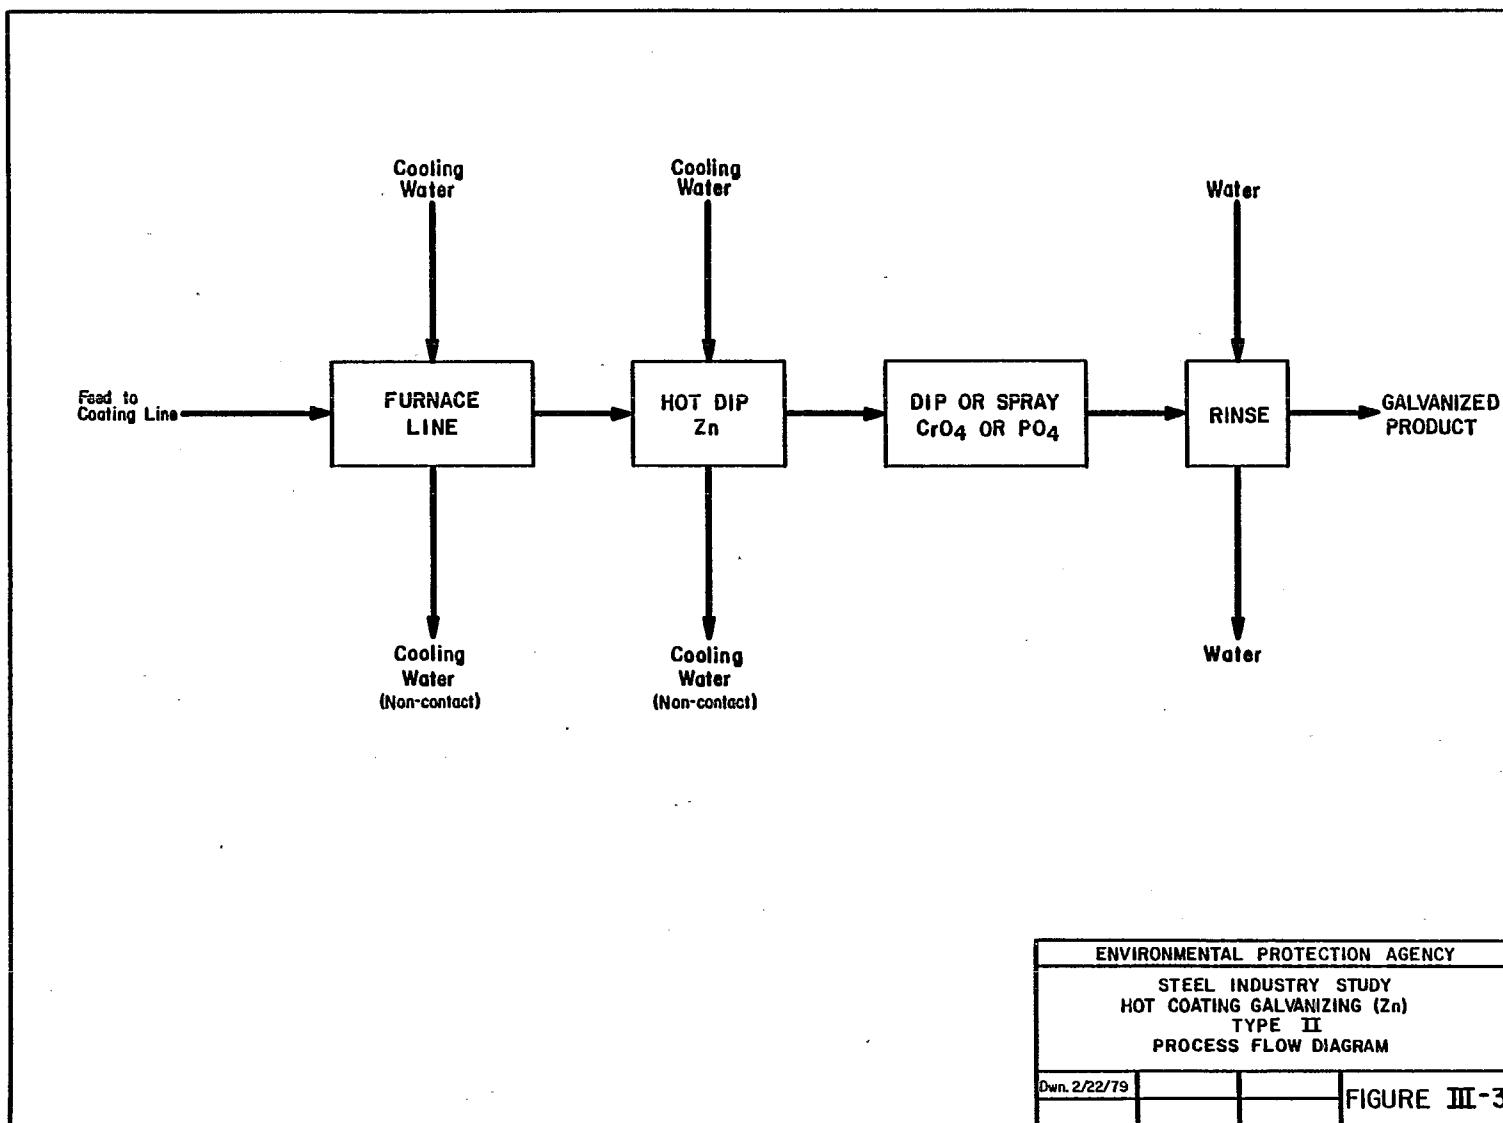 Cooling
Water
Cooling
Water
Water
Feed to
Coating Line
FURNACE
LINE
HOT DIP
Zn
DIP OR SPRAY
CrO4 OR PO4
RINSE
GALVANIZED
PRODUCT
Cooling
Water
(Non-contact)
Cooling
Water
(Non-contact)
Water
ENVIRONMENTAL PROTECTION AGENCY
STEEL INDUSTRY STUDY
HOT COATING GALVANIZING (Zn)
TYPE II
PROCESS FLOW DIAGRAM
Dwn. 2/22/79
FIGURE III-3